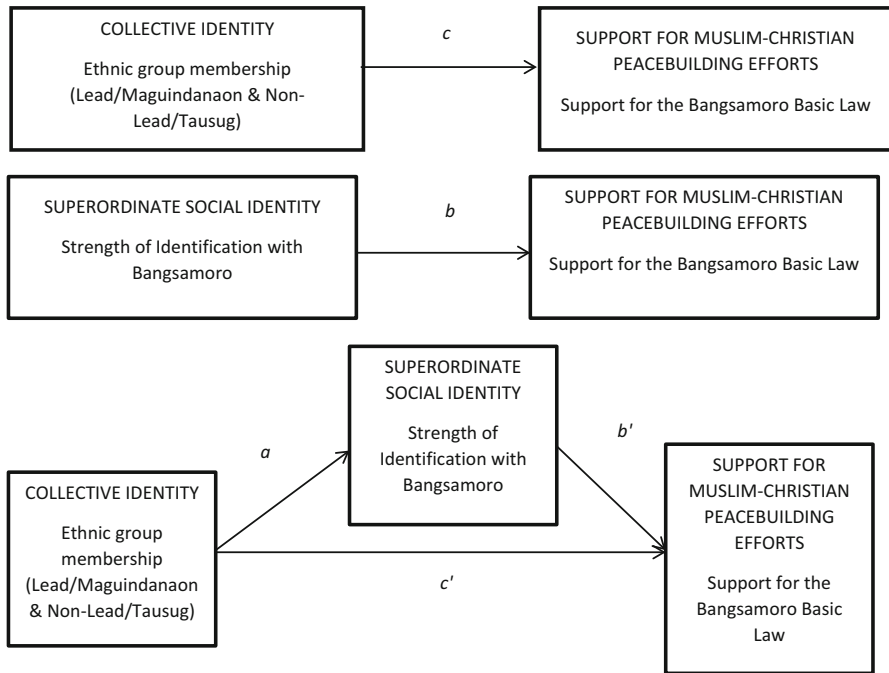 COLLECTIVE IDENTITY
Ethnic group membership
(Lead/Maguindanaon & Non-
Lead/Tausug)
c
SUPPORT FOR MUSLIM-CHRISTIAN
PEACEBUILDING EFFORTS
Support for the Bangsamoro Basic Law
SUPERORDINATE SOCIAL IDENTITY
Strength of Identification with
Bangsamoro
b
SUPPORT FOR MUSLIM-CHRISTIAN
PEACEBUILDING EFFORTS
Support for the Bangsamoro Basic Law
COLLECTIVE IDENTITY
Ethnic group
membership
(Lead/Maguindanaon
& Non-Lead/Tausug)
a
SUPERORDINATE
SOCIAL IDENTITY
Strength of
Identification with
Bangsamoro
b'
c'
SUPPORT FOR
MUSLIM-CHRISTIAN
PEACEBUILDING
EFFORTS
Support for the
Bangsamoro Basic
Law